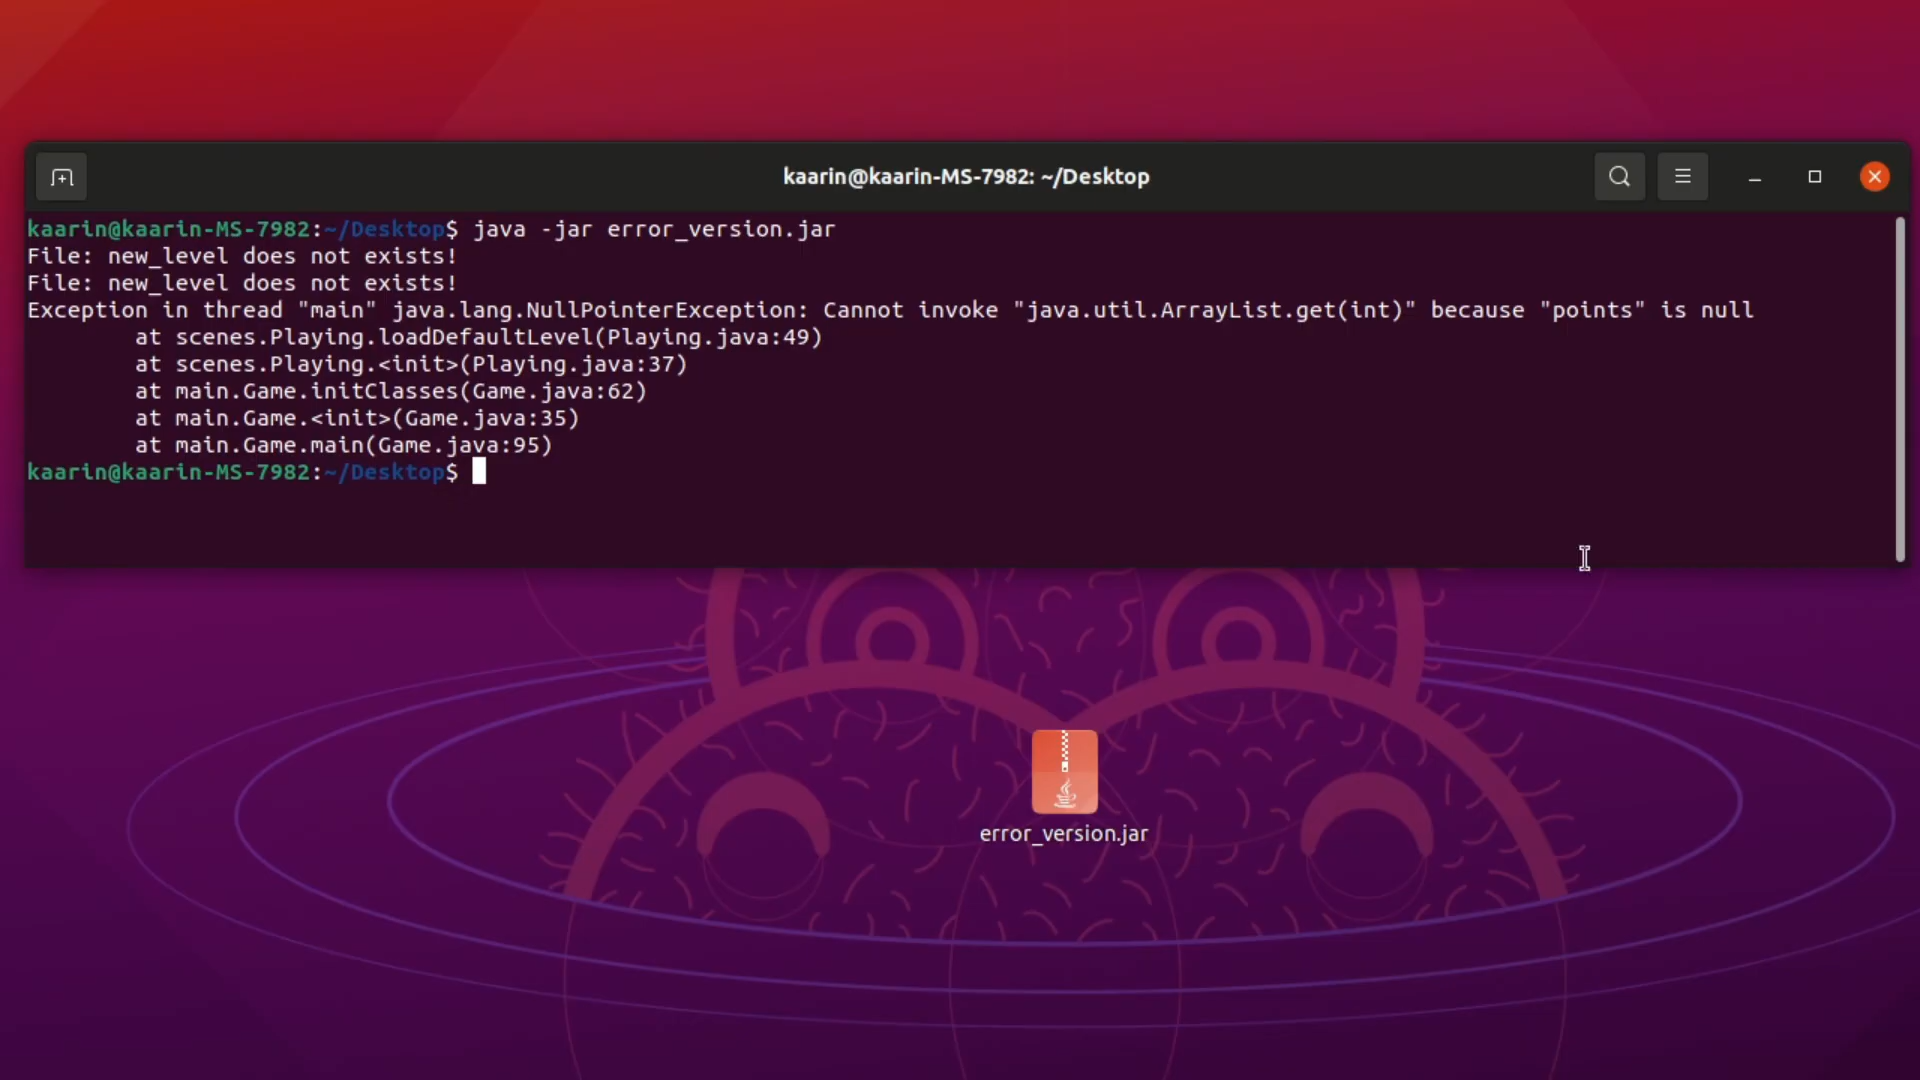 kaarin@kaarin-MS-7982: ~/Desktop
kaarin@kaarin-MS-7982:~/Desktop$ java -jar error_version.jar
File: new_level does not exists!
File: new_level does not exists!
Exception in thread "main" java.lang.NullPointerException: Cannot invoke "java.util.ArrayList.get(int)" because "points" is null
        at scenes.Playing.loadDefaultLevel(Playing.java:49)
        at scenes.Playing.<init>(Playing.java:37)
        at main.Game.initClasses(Game.java:62)
        at main.Game.<init>(Game.java:35)
        at main.Game.main(Game.java:95)
kaarin@kaarin-MS-7982:~/Desktop$
error_version.jar